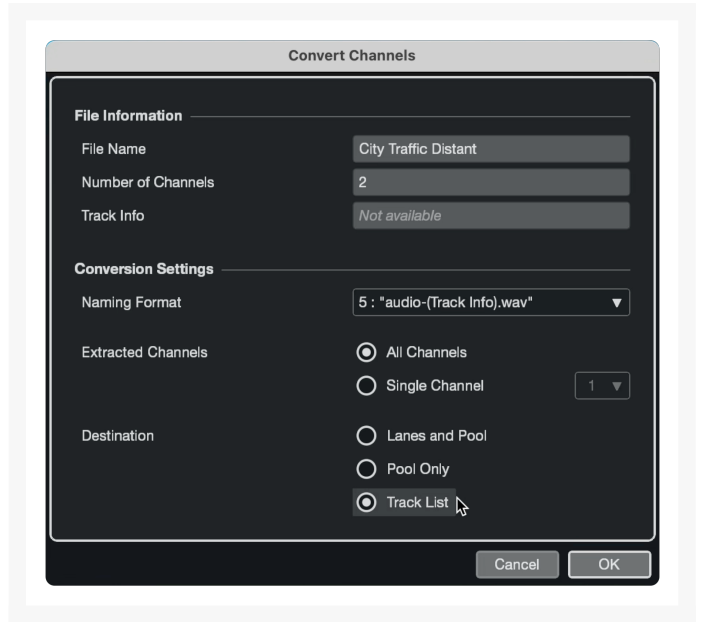 Convert Channels
File Information
File Name City Traffic Distant
Number of Channels 2
Track Info Not available
Conversion Settings
Naming Format 5 : "audio-(Track Info).wav" ▼
Extracted Channels All Channels
Single Channel 1 ▼
Destination Lanes and Pool
Pool Only
Track List
Cancel OK